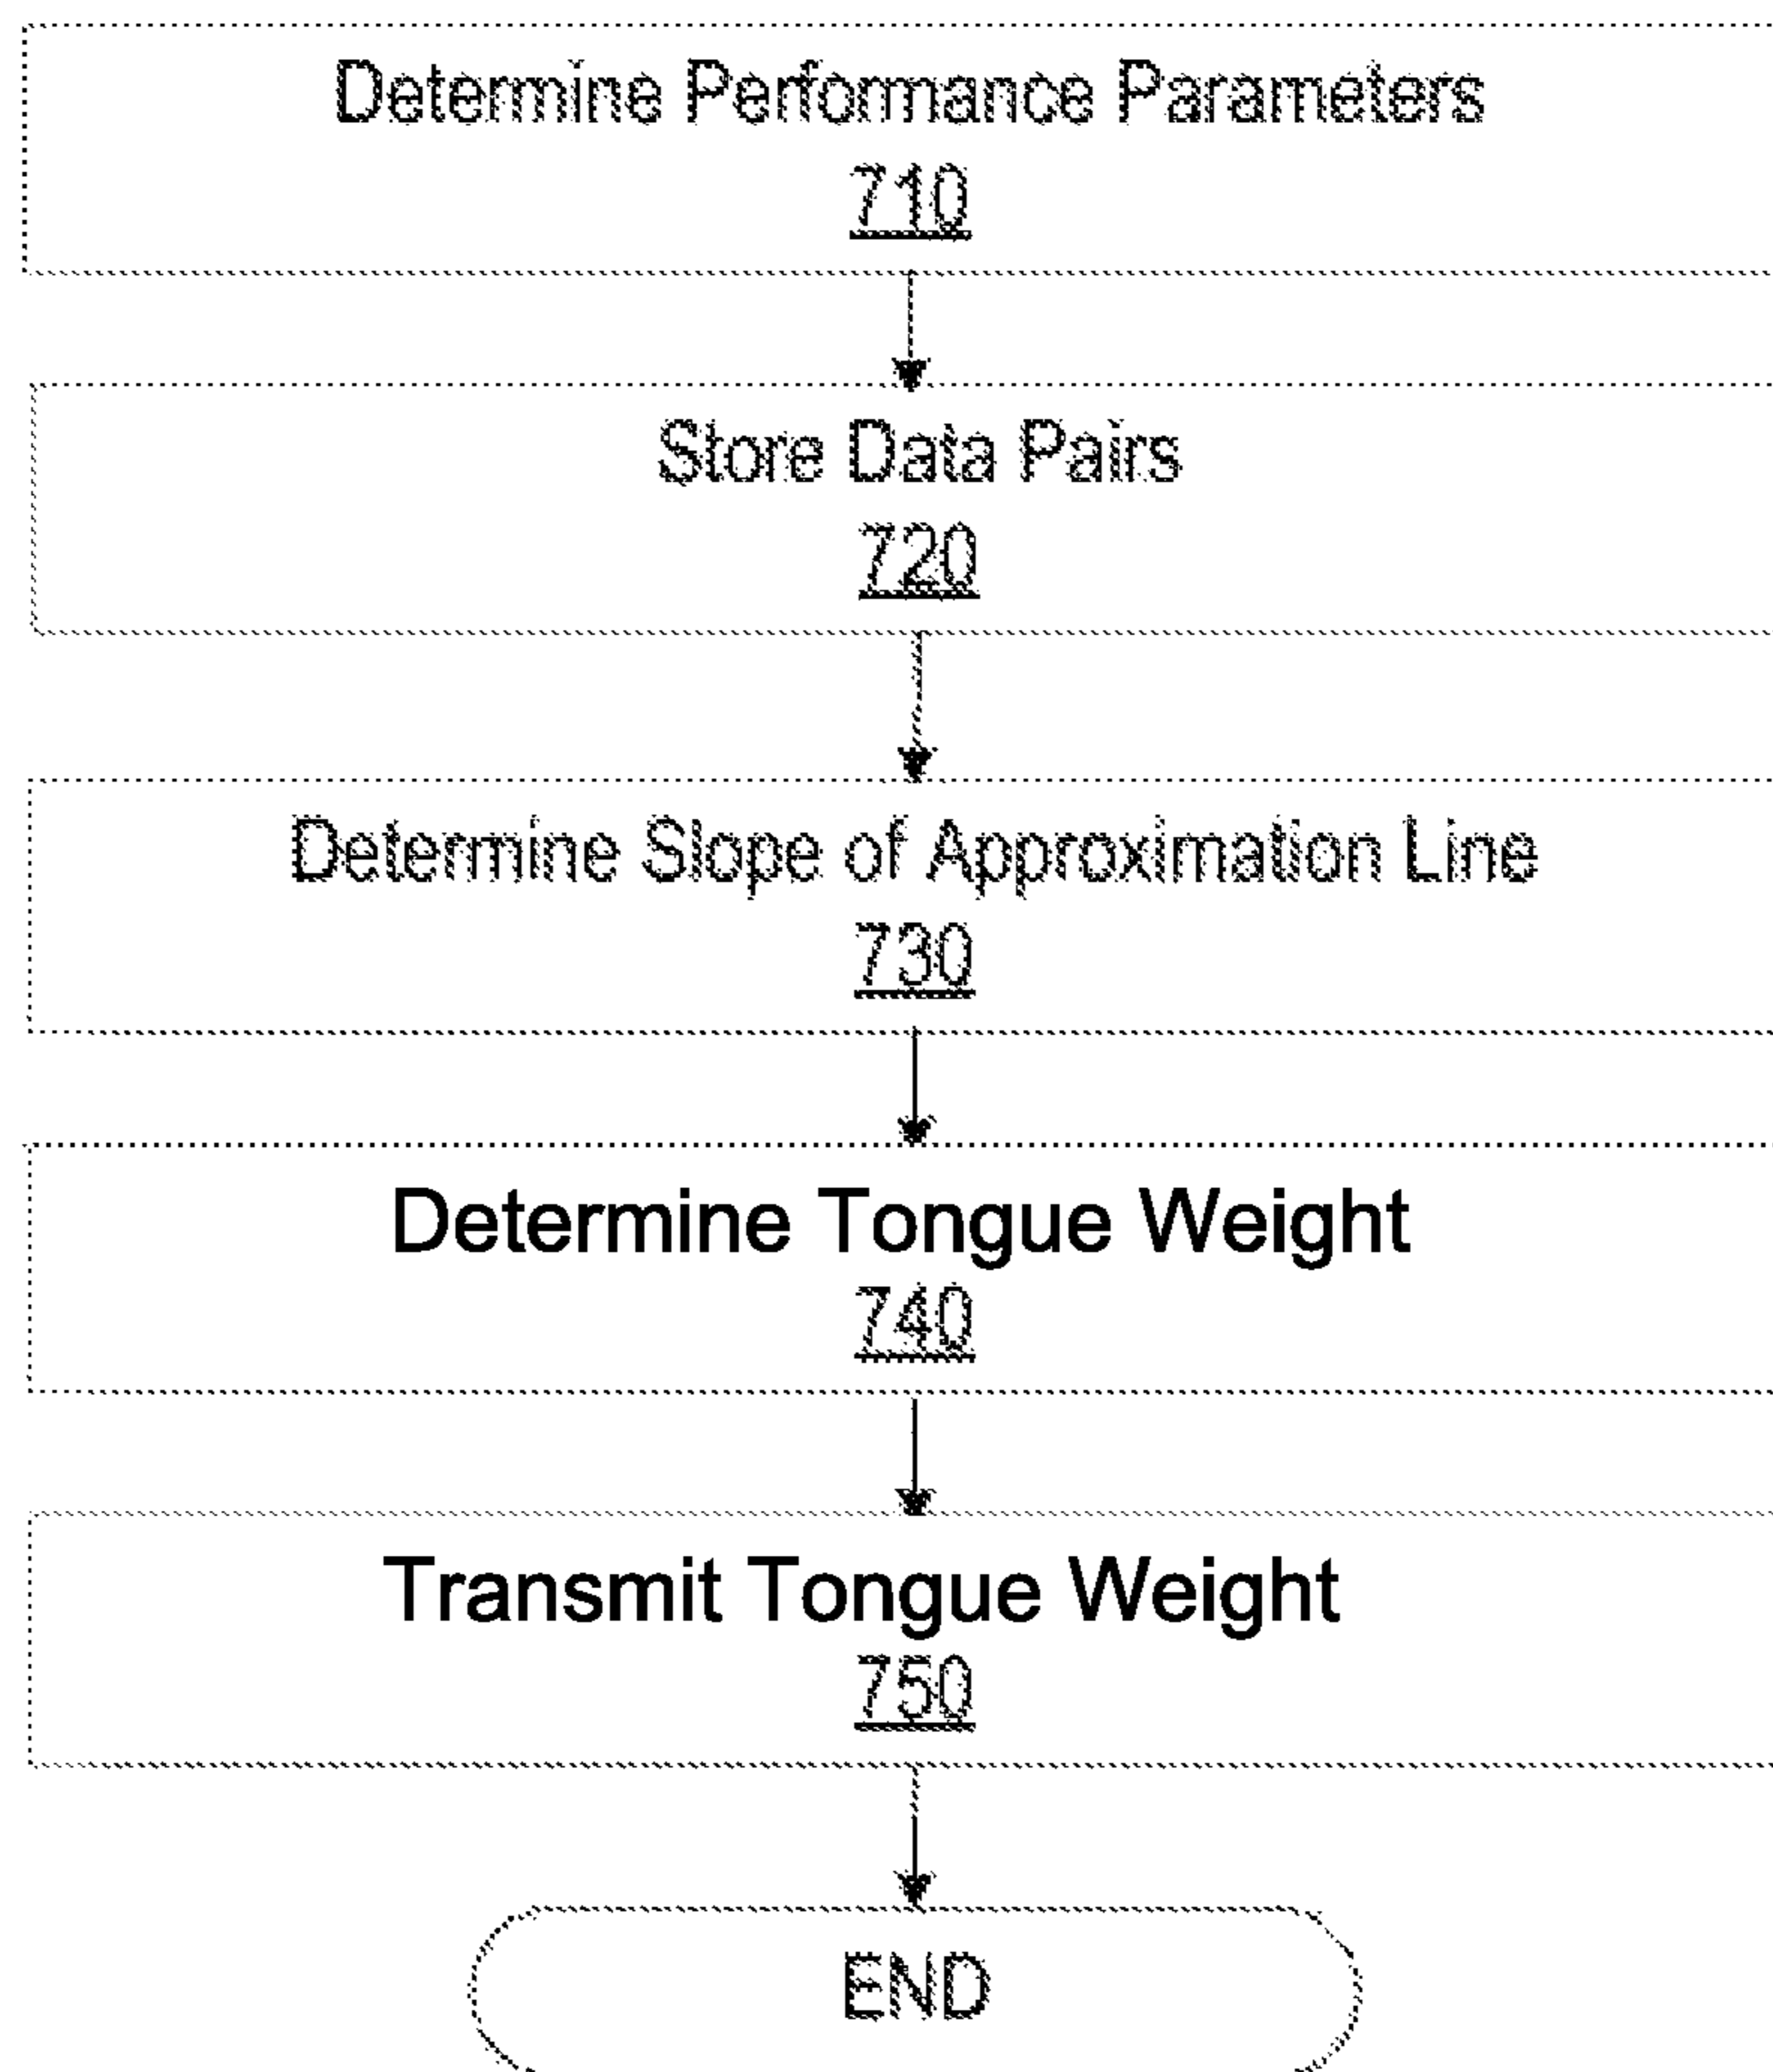 Determine Performance Parameters
710
Store Data Pairs
720
Determine Slope of Approximation Line
730
Determine Tongue Weight
740
Transmit Tongue Weight
750
END